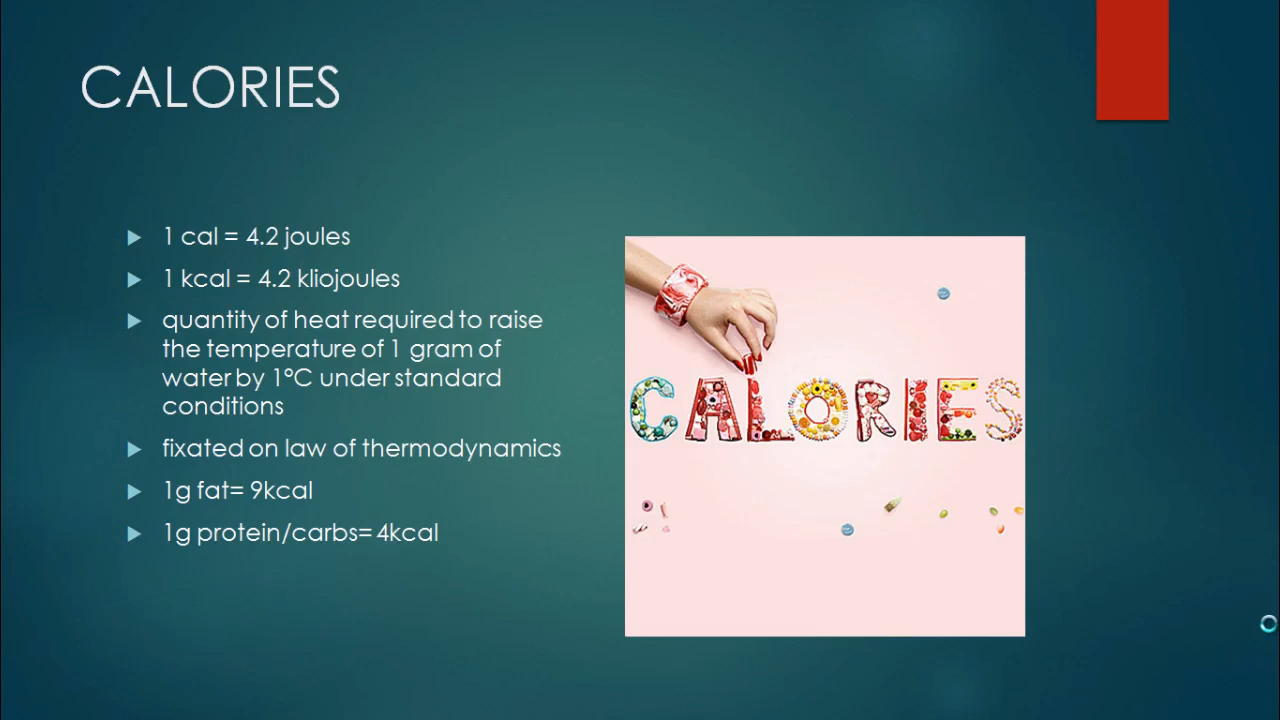 CALORIES
1 cal = 4.2 joules
1 kcal = 4.2 kliojoules
quantity of heat required to raise
the temperature of 1 gram of
water by 1°C under standard
conditions
fixated on law of thermodynamics
1g fat= 9kcal
1g protein/carbs= 4kcal
CALORIES